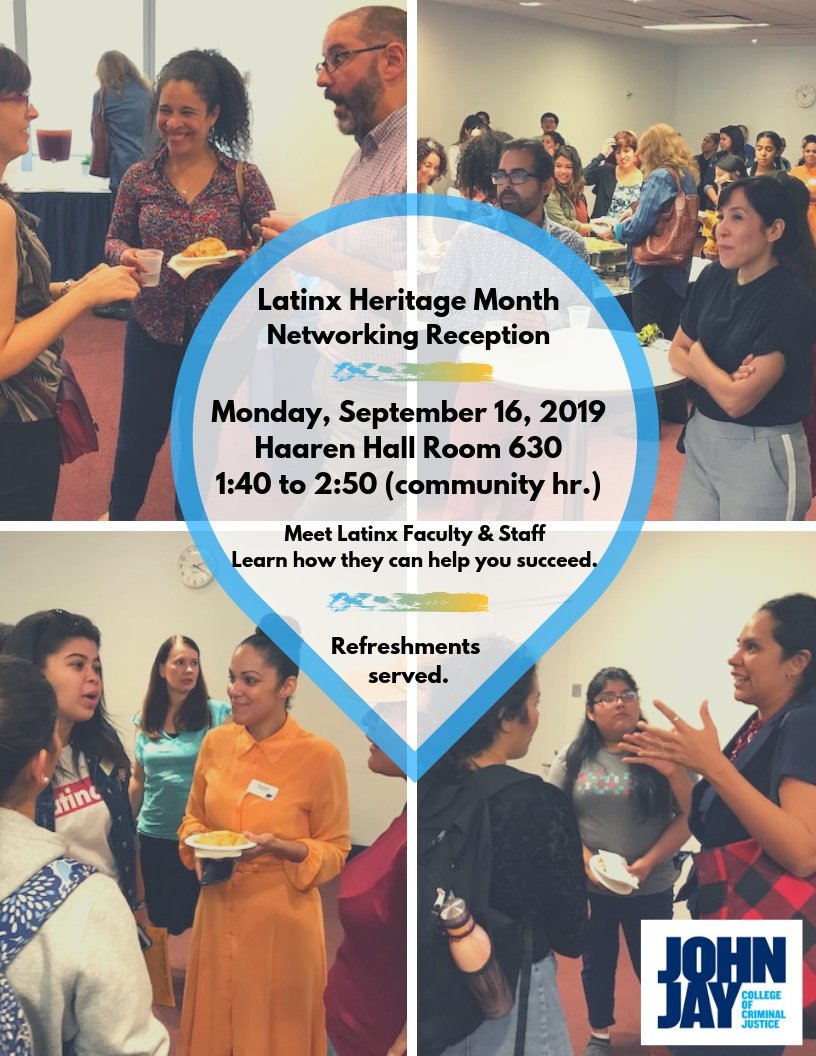 Latinx Heritage Month
Networking Reception
Monday, September 16, 2019
Haaren Hall Room 630
1:40 to 2:50 (community hr.)
Meet Latinx Faculty & Staff
Learn how they can help you succeed.
Refreshments
served.
JOHN
JAY
COLLEGE
OF
CRIMINAL
JUSTICE